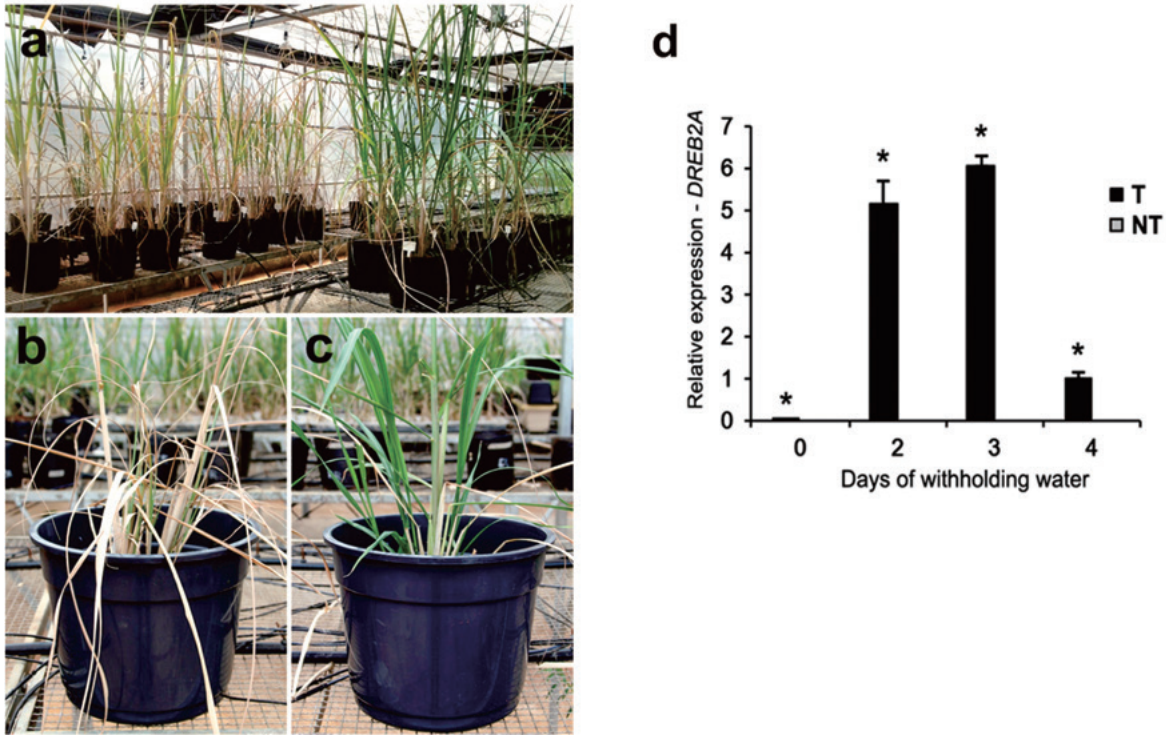 a
b
c
d
Relative expression - DREB2A
7
6
5
4
3
2
1
0
*
*
*
*
0 2 3 4
Days of withholding water
T
NT